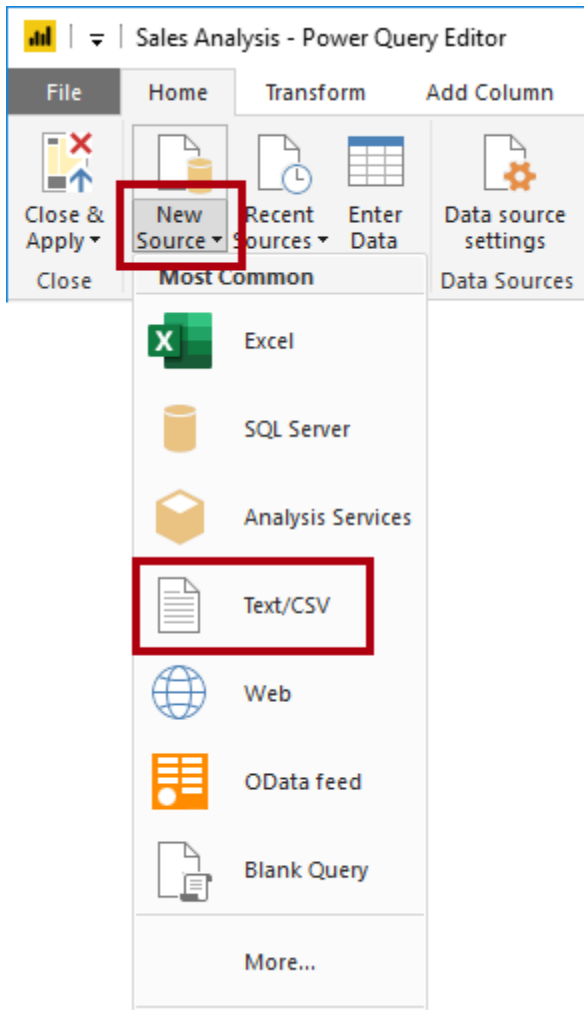 Sales Analysis - Power Query Editor
File Home Transform Add Column
Close & Apply
New Source
Recent Sources
Enter Data
Data source settings
Close
Data Sources
Most Common
Excel
SQL Server
Analysis Services
Text/CSV
Web
OData feed
Blank Query
More...